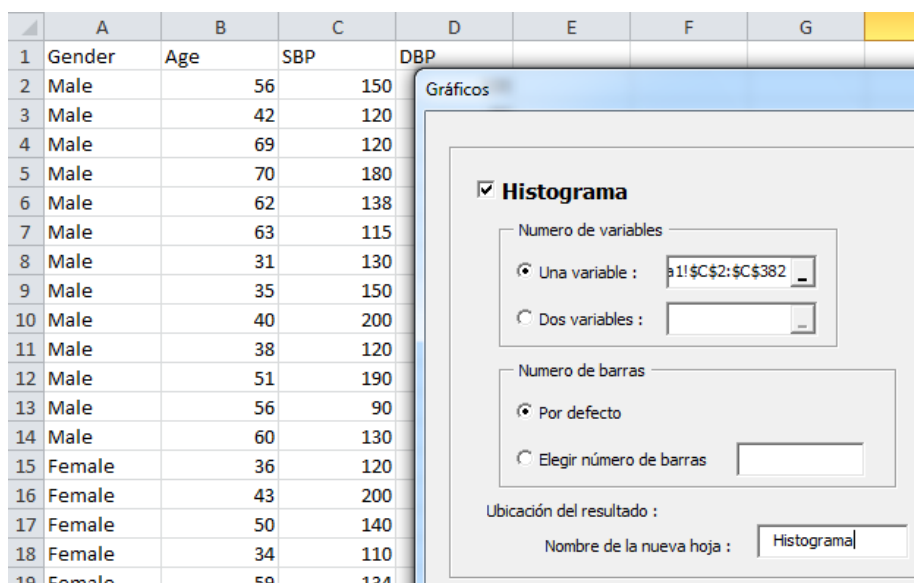 A B C D E F G
1 Gender Age SBP DBP
2 Male 56 150
3 Male 42 120
4 Male 69 120
5 Male 70 180
6 Male 62 138
7 Male 63 115
8 Male 31 130
9 Male 35 150
10 Male 40 200
11 Male 38 120
12 Male 51 190
13 Male 56 90
14 Male 60 130
15 Female 36 120
16 Female 43 200
17 Female 50 140
18 Female 34 110
19 Female 59 134
Gráficos
Histograma
Numero de variables
Una variable : a1!$C$2:$C$382
Dos variables :
Numero de barras
Por defecto
Elegir número de barras
Ubicación del resultado :
Nombre de la nueva hoja : Histograma